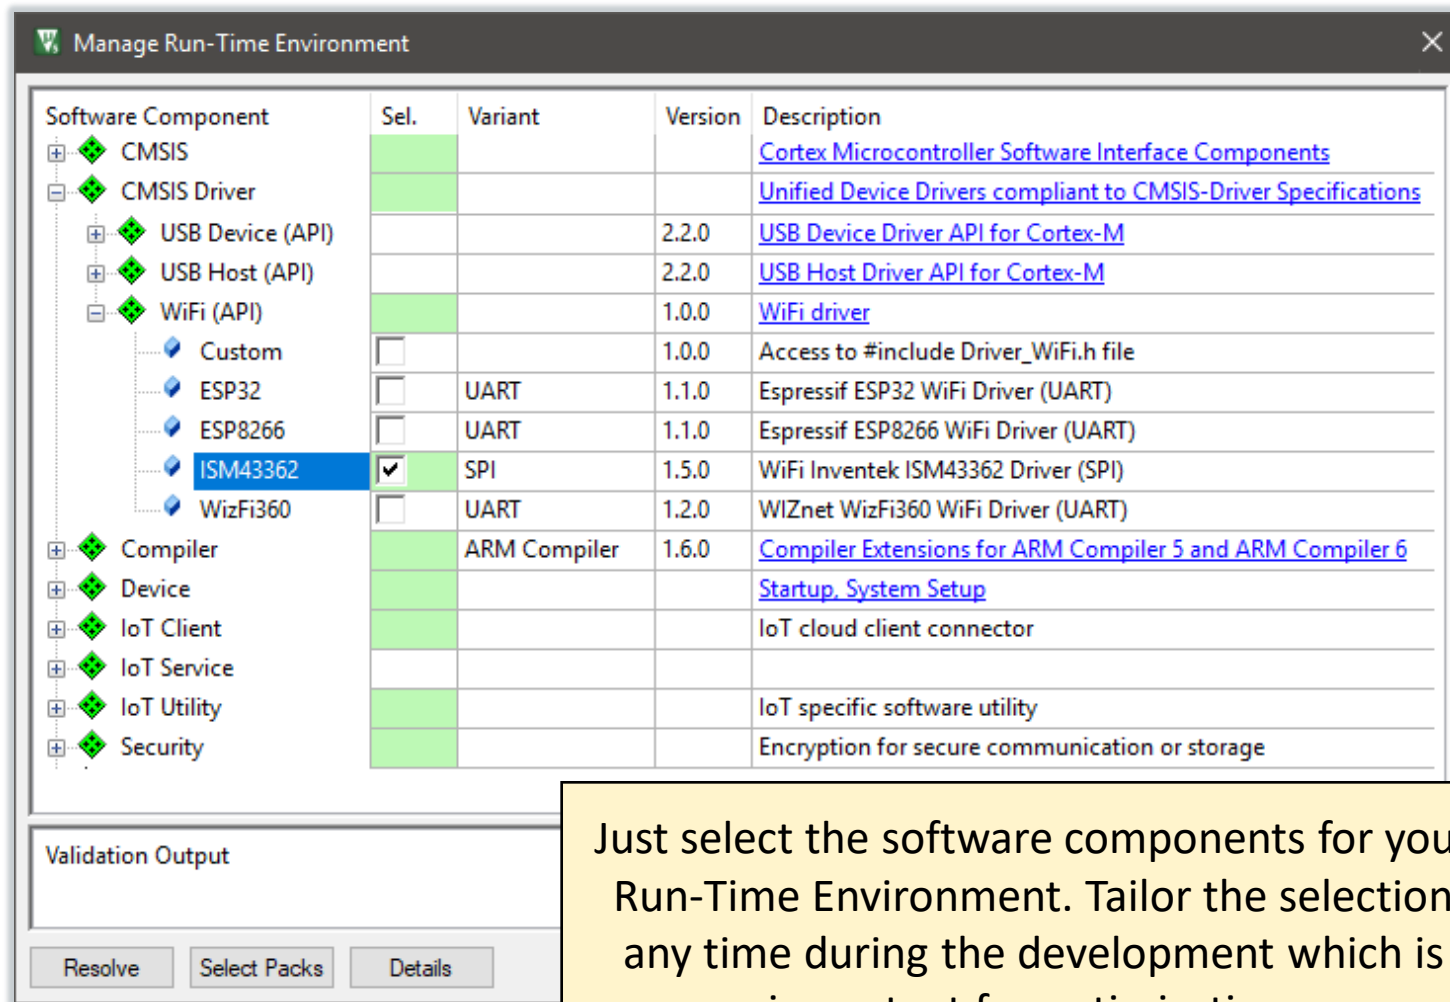 Manage Run-Time Environment
Software Component Sel. Variant Version Description
CMSIS Cortex Microcontroller Software Interface Components
CMSIS Driver Unified Device Drivers compliant to CMSIS-Driver Specifications
USB Device (API) 2.2.0 USB Device Driver API for Cortex-M
USB Host (API) 2.2.0 USB Host Driver API for Cortex-M
WiFi (API) 1.0.0 WiFi driver
Custom 1.0.0 Access to #include Driver_WiFi.h file
ESP32 UART 1.1.0 Espressif ESP32 WiFi Driver (UART)
ESP8266 UART 1.1.0 Espressif ESP8266 WiFi Driver (UART)
ISM43362 SPI 1.5.0 WiFi Inventek ISM43362 Driver (SPI)
WizFi360 UART 1.2.0 WIZnet WizFi360 WiFi Driver (UART)
Compiler ARM Compiler 1.6.0 Compiler Extensions for ARM Compiler 5 and ARM Compiler 6
Device Startup, System Setup
IoT Client IoT cloud client connector
IoT Service
IoT Utility IoT specific software utility
Security Encryption for secure communication or storage
Validation Output
Resolve Select Packs Details
Just select the software components for you
Run-Time Environment. Tailor the selection
any time during the development which is